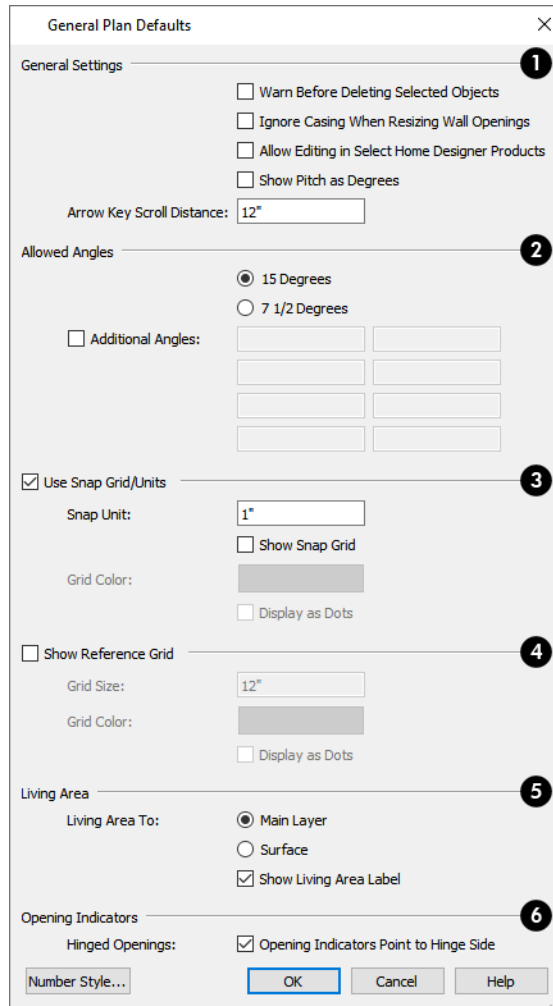 General Plan Defaults
General Settings 1
Warn Before Deleting Selected Objects
Ignore Casing When Resizing Wall Openings
Allow Editing in Select Home Designer Products
Show Pitch as Degrees
Arrow Key Scroll Distance: 12"
Allowed Angles 2
15 Degrees
7 1/2 Degrees
Additional Angles:
Use Snap Grid/Units 3
Snap Unit: 1"
Show Snap Grid
Grid Color:
Display as Dots
Show Reference Grid 4
Grid Size: 12"
Grid Color:
Display as Dots
Living Area 5
Living Area To: Main Layer
Surface
Show Living Area Label
Opening Indicators 6
Hinged Openings: Opening Indicators Point to Hinge Side
Number Style... OK Cancel Help